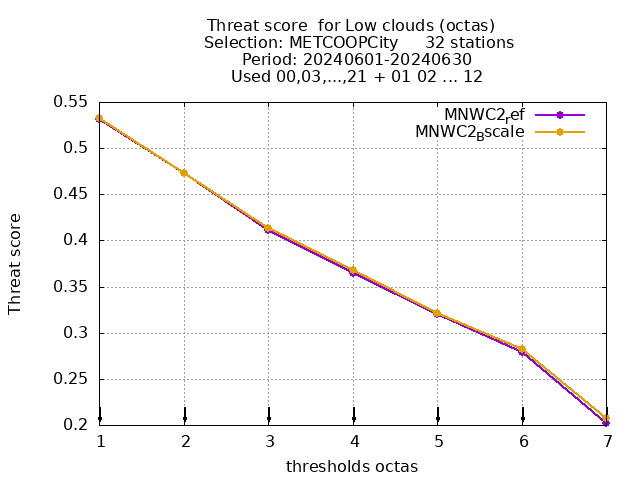 Threat score  for Low clouds (octas)
Selection: METCOOPCity     32 stations
Period: 20240601-20240630
Used 00,03,...,21 + 01 02 ... 12
MNWC2ref
MNWC2Bscale
0.55
0.5
0.45
0.4
0.35
0.3
0.25
0.2
Threat score
1 2 3 4 5 6 7
thresholds octas